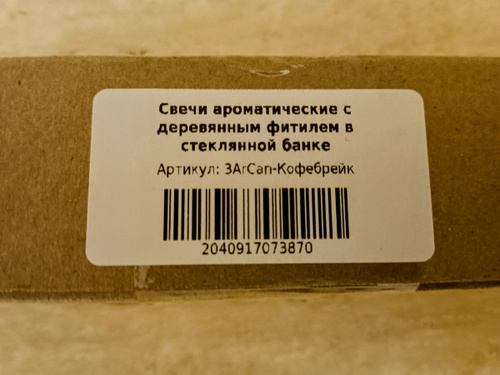 Свечи ароматические с
деревянным фитилем в
стеклянной банке
Артикул: 3ArCan-Кофебрейк
2040917073870